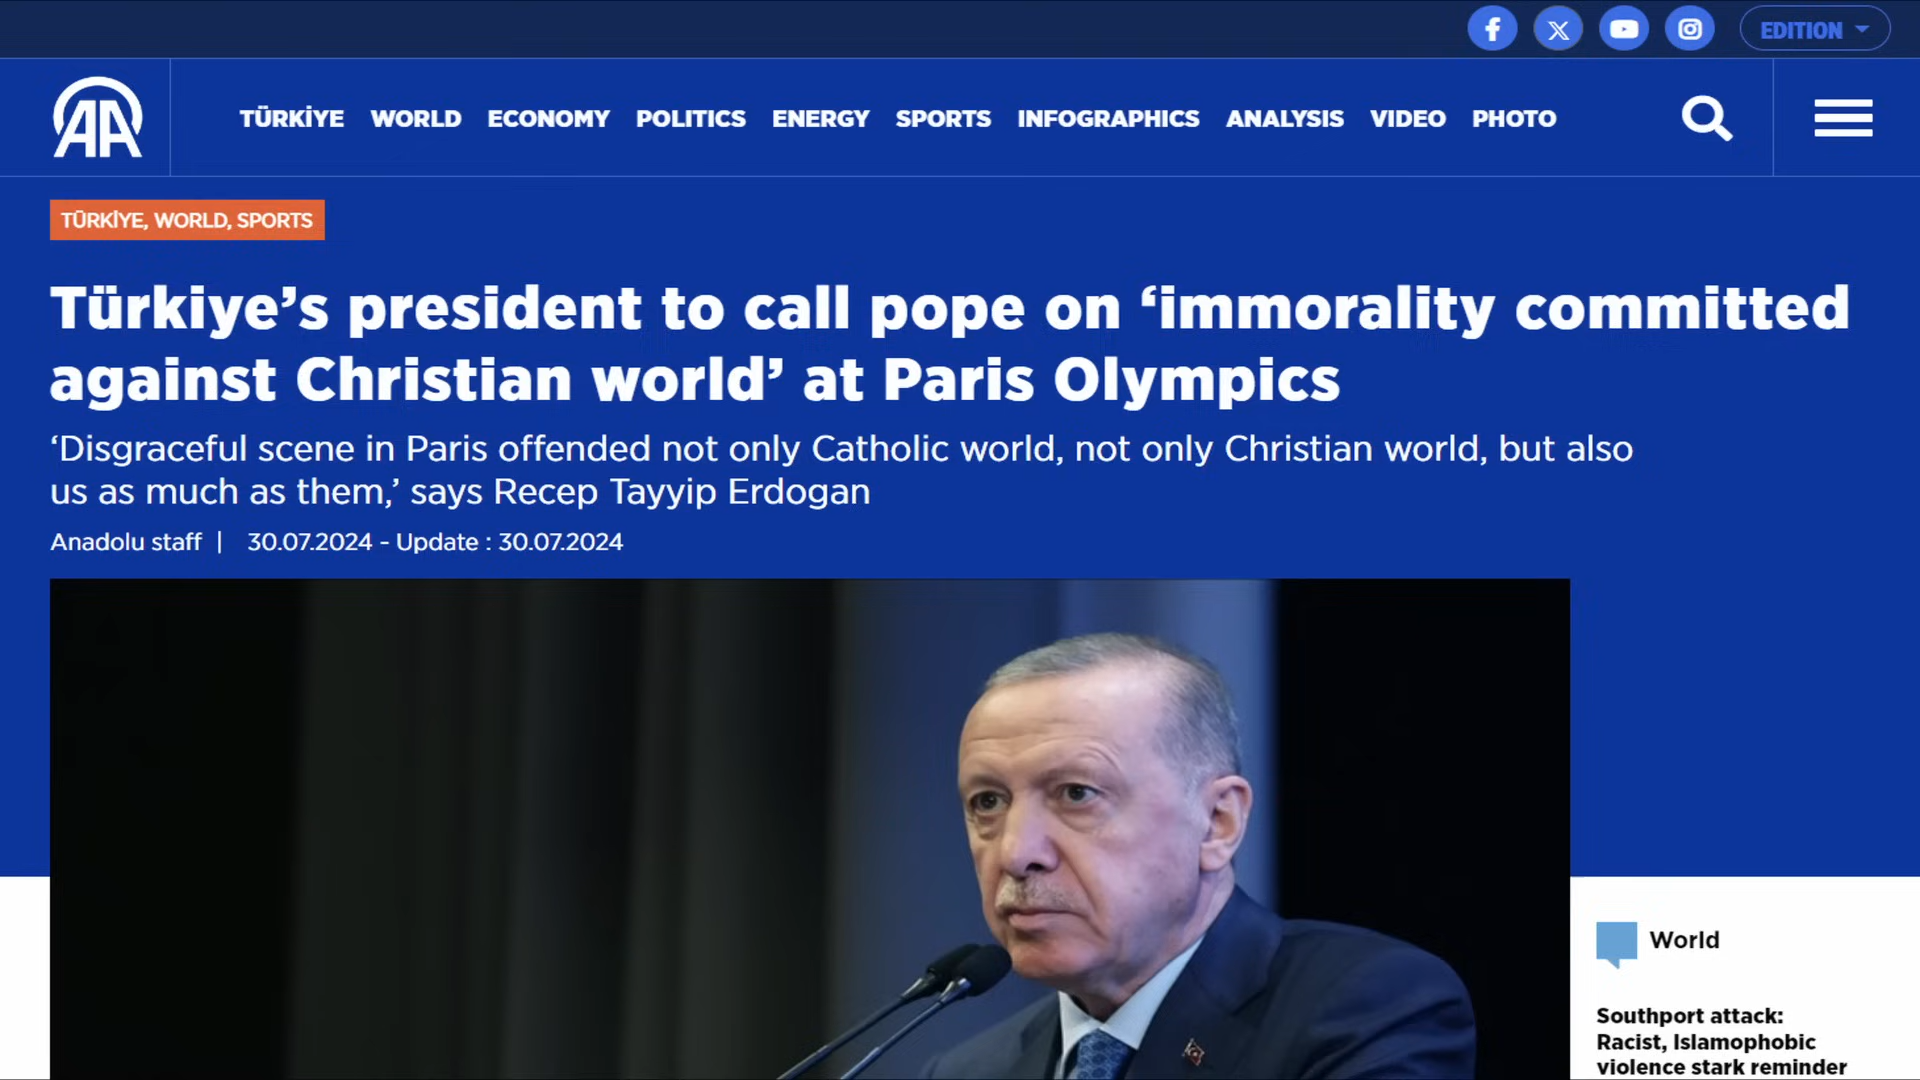 EDITION
AA
TÜRKİYE WORLD ECONOMY POLITICS ENERGY SPORTS INFOGRAPHICS ANALYSIS VIDEO PHOTO
TÜRKİYE, WORLD, SPORTS
Türkiye’s president to call pope on ‘immorality committed
against Christian world’ at Paris Olympics
‘Disgraceful scene in Paris offended not only Catholic world, not only Christian world, but also
us as much as them,’ says Recep Tayyip Erdogan
Anadolu staff | 30.07.2024 - Update : 30.07.2024
World
Southport attack:
Racist, Islamophobic
violence stark reminder